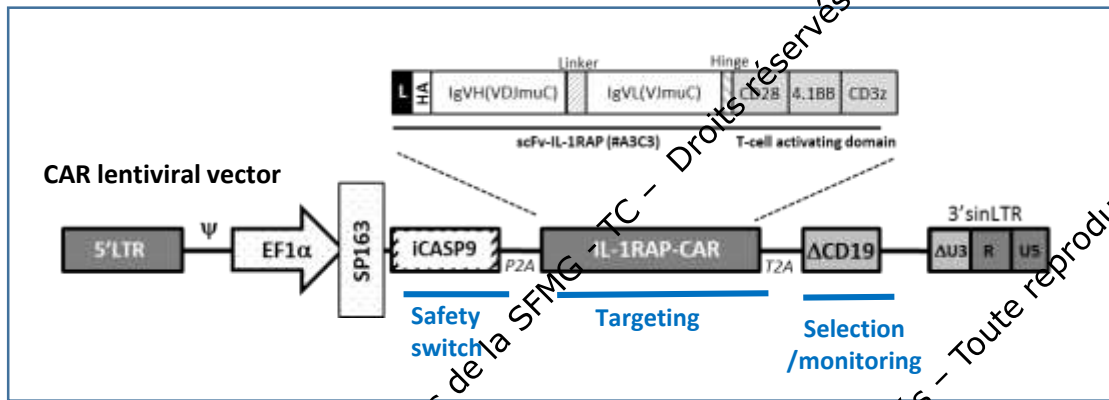 Linker
Hinge
L
HA
IgVH(VDJmuC)
IgVL(VJmuC)
CD28
4.1BB
CD3z
scFv-IL-1RAP (#A3C3)
T-cell activating domain
CAR lentiviral vector
5'LTR
Ψ
EF1α
SP163
iCASP9
P2A
IL-1RAP-CAR
T2A
ΔCD19
3'sinLTR
ΔU3
R
U5
Safety
switch
Targeting
Selection
/monitoring
de la SFMG - TC – Droits réservés
– Toute reprodu